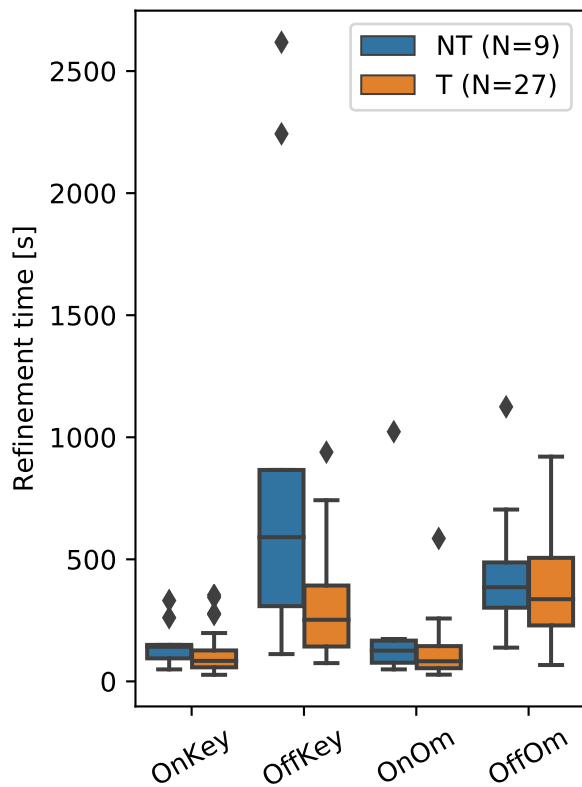 NT (N=9)
T (N=27)
Refinement time [s]
2500
2000
1500
1000
500
0
OnKey
OffKey
OnOm
OffOm